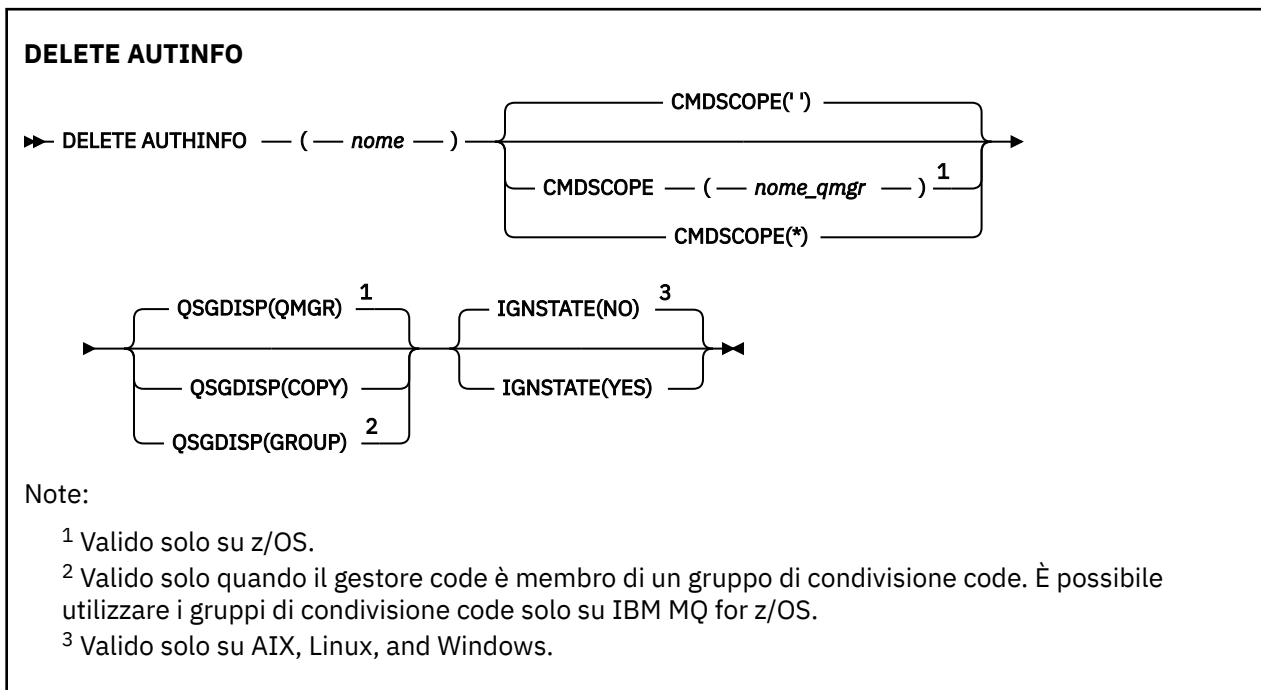 DELETE AUTINFO
CMDSCOPE(' ')
DELETE AUTHINFO ( nome )
CMDSCOPE ( nome_qmgr ) 1
CMDSCOPE(*)
QSGDISP(QMGR) 1 IGNSTATE(NO) 3
QSGDISP(COPY) IGNSTATE(YES)
QSGDISP(GROUP) 2
Note:
1 Valido solo su z/OS.
2 Valido solo quando il gestore code è membro di un gruppo di condivisione code. È possibile
utilizzare i gruppi di condivisione code solo su IBM MQ for z/OS.
3 Valido solo su AIX, Linux, and Windows.